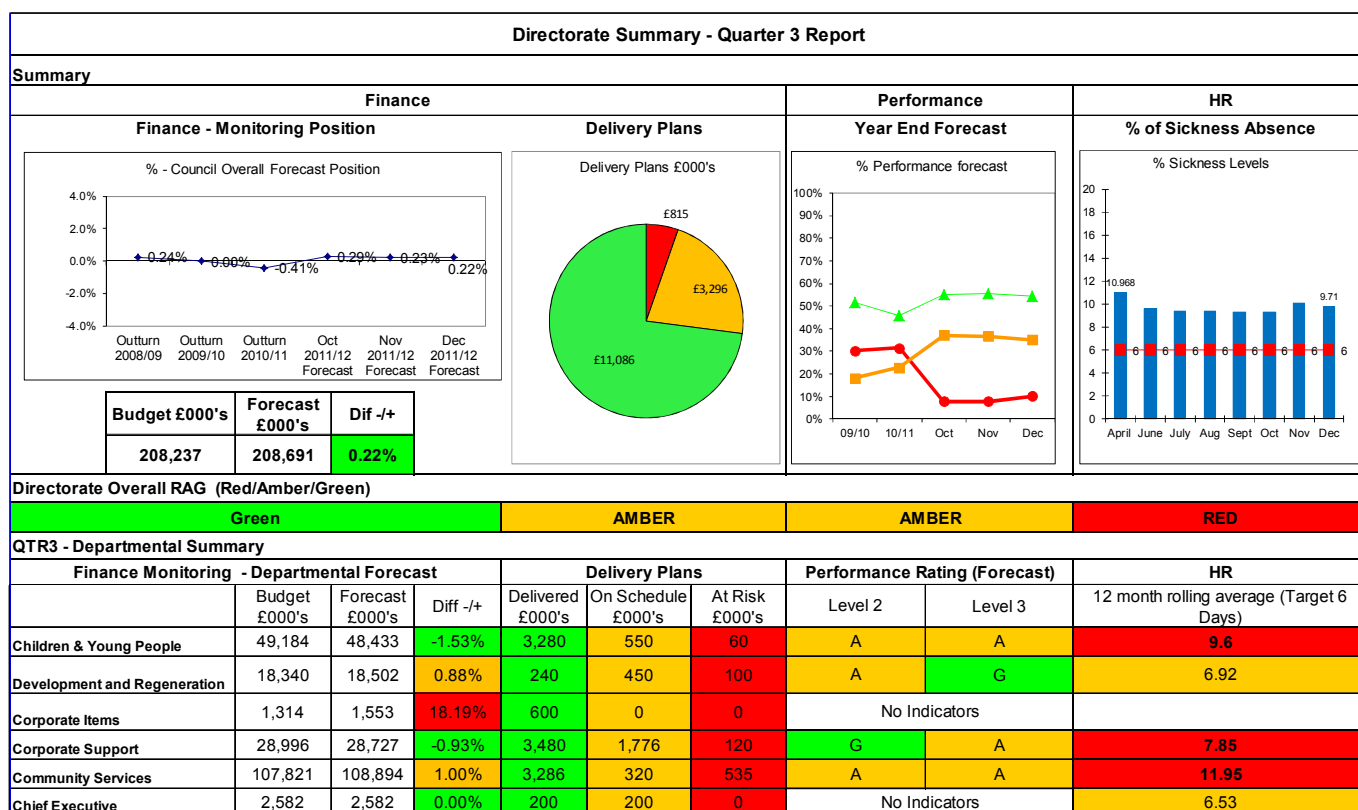 Directorate Summary - Quarter 3 Report
Summary
Finance
Performance
HR
Finance - Monitoring Position
Delivery Plans
Year End Forecast
% of Sickness Absence
% - Council Overall Forecast Position
4.0%
2.0%
0.0%
-2.0%
-4.0%
0.24%
0.00%
-0.41%
0.29%
0.23%
0.22%
Outturn 2008/09
Outturn 2009/10
Outturn 2010/11
Oct 2011/12 Forecast
Nov 2011/12 Forecast
Dec 2011/12 Forecast
Budget £000's
Forecast £000's
Dif -/+
208,237
208,691
0.22%
Delivery Plans £000's
£815
£3,296
£11,086
% Performance forecast
100%
90%
80%
70%
60%
50%
40%
30%
20%
10%
0%
09/10 10/11 Oct Nov Dec
% Sickness Levels
20
18
16
14
12
10
8
6
4
2
0
10.968
9.71
6 6 6 6 6 6 6 6
April June July Aug Sept Oct Nov Dec
Directorate Overall RAG (Red/Amber/Green)
Green AMBER AMBER RED
QTR3 - Departmental Summary
Finance Monitoring - Departmental Forecast
Delivery Plans
Performance Rating (Forecast)
HR
Budget £000's
Forecast £000's
Diff -/+
Delivered £000's
On Schedule £000's
At Risk £000's
Level 2
Level 3
12 month rolling average (Target 6 Days)
Children & Young People 49,184 48,433 -1.53% 3,280 550 60 A A 9.6
Development and Regeneration 18,340 18,502 0.88% 240 450 100 A G 6.92
Corporate Items 1,314 1,553 18.19% 600 0 0 No Indicators
Corporate Support 28,996 28,727 -0.93% 3,480 1,776 120 G A 7.85
Community Services 107,821 108,894 1.00% 3,286 320 535 A A 11.95
Chief Executive 2,582 2,582 0.00% 200 200 0 No Indicators 6.53